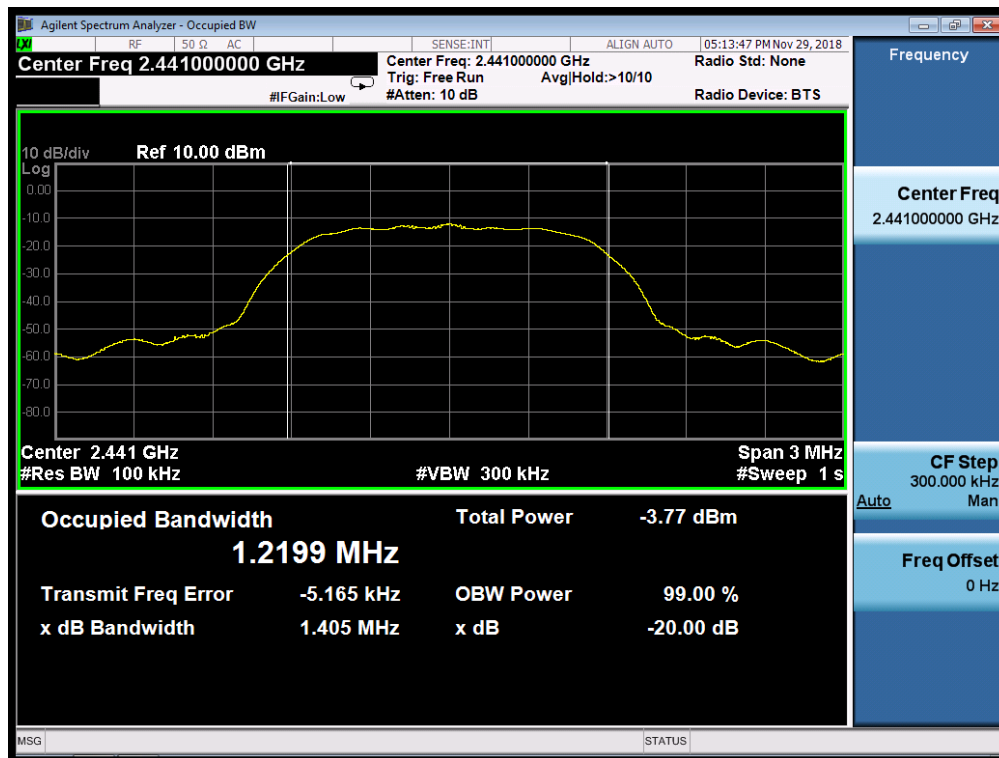 Agilent Spectrum Analyzer - Occupied BW
LXI RF 50 Ω AC SENSE:INT ALIGN AUTO 05:13:47 PM Nov 29, 2018
Center Freq 2.441000000 GHz
Center Freq: 2.441000000 GHz
Radio Std: None
Trig: Free Run Avg|Hold:>10/10
#IFGain:Low
#Atten: 10 dB
Radio Device: BTS
10 dB/div Ref 10.00 dBm
Log
0.00
-10.0
-20.0
-30.0
-40.0
-50.0
-60.0
-70.0
-80.0
Center 2.441 GHz
Span 3 MHz
#Res BW 100 kHz
#VBW 300 kHz
#Sweep 1 s
Occupied Bandwidth
Total Power -3.77 dBm
1.2199 MHz
Transmit Freq Error -5.165 kHz
OBW Power 99.00 %
x dB Bandwidth 1.405 MHz
x dB -20.00 dB
Frequency
Center Freq
2.441000000 GHz
CF Step
300.000 kHz
Auto Man
Freq Offset
0 Hz
MSG
STATUS